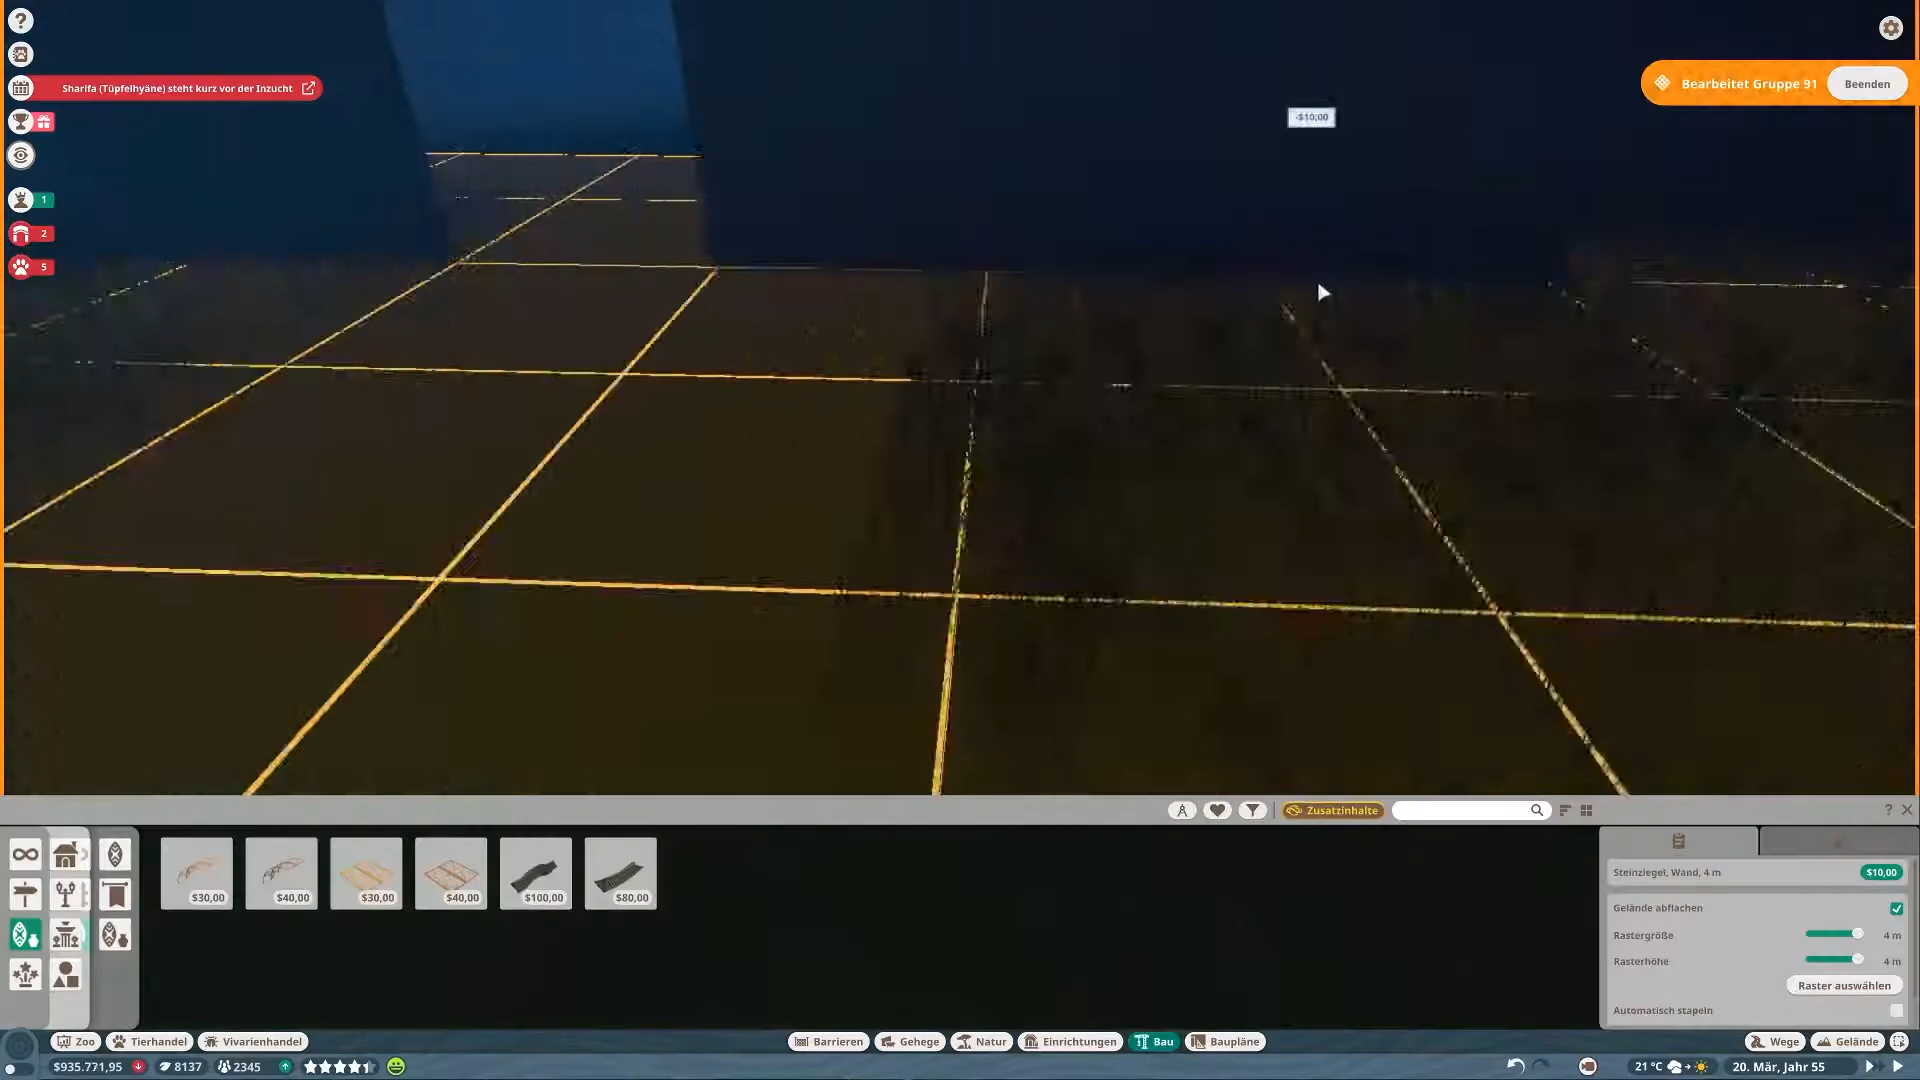 Sharifa (Tüpfelhyäne) steht kurz vor der Inzucht
Bearbeitet Gruppe 91
Beenden
-$10,00
1
2
5
Zusatzinhalte
$30,00
$40,00
$30,00
$40,00
$100,00
$80,00
Steinziegel, Wand, 4 m
$10,00
Gelände abflachen
Rastergröße
4 m
Rasterhöhe
4 m
Raster auswählen
Automatisch stapeln
Zoo
Tierhandel
Vivarienhandel
Barrieren
Gehege
Natur
Einrichtungen
Bau
Baupläne
Wege
Gelände
$935.771,95
8137
2345
21 °C
20. Mär, Jahr 55